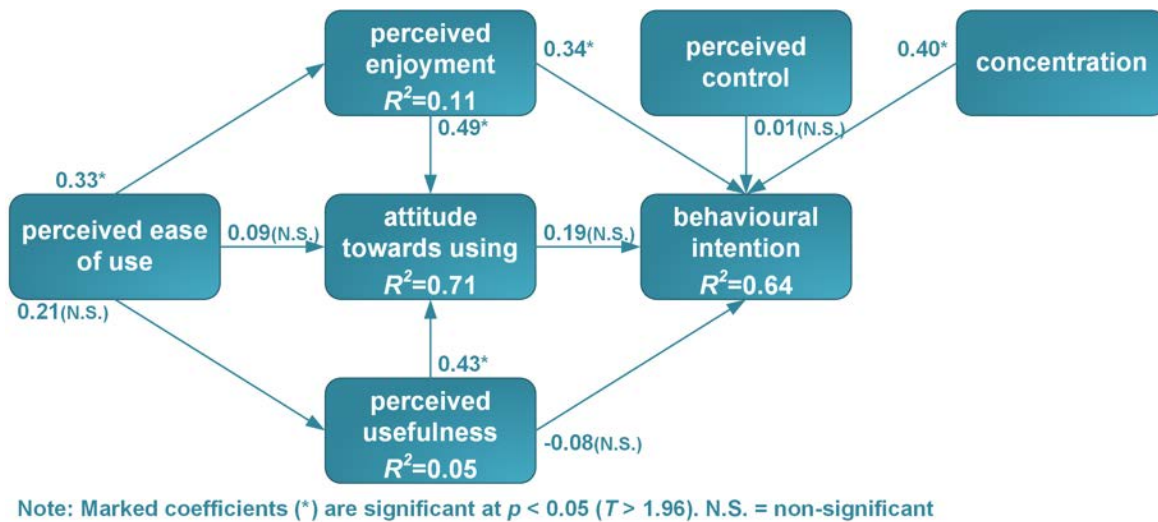 perceived
enjoyment
R²=0.11
0.34*
perceived
control
0.40*
concentration
0.49*
0.01(N.S.)
0.33*
perceived ease
of use
0.09(N.S.)
attitude
towards using
R²=0.71
0.19(N.S.)
behavioural
intention
R²=0.64
0.21(N.S.)
0.43*
perceived
usefulness
R²=0.05
-0.08(N.S.)
Note: Marked coefficients (*) are significant at p < 0.05 (T > 1.96). N.S. = non-significant